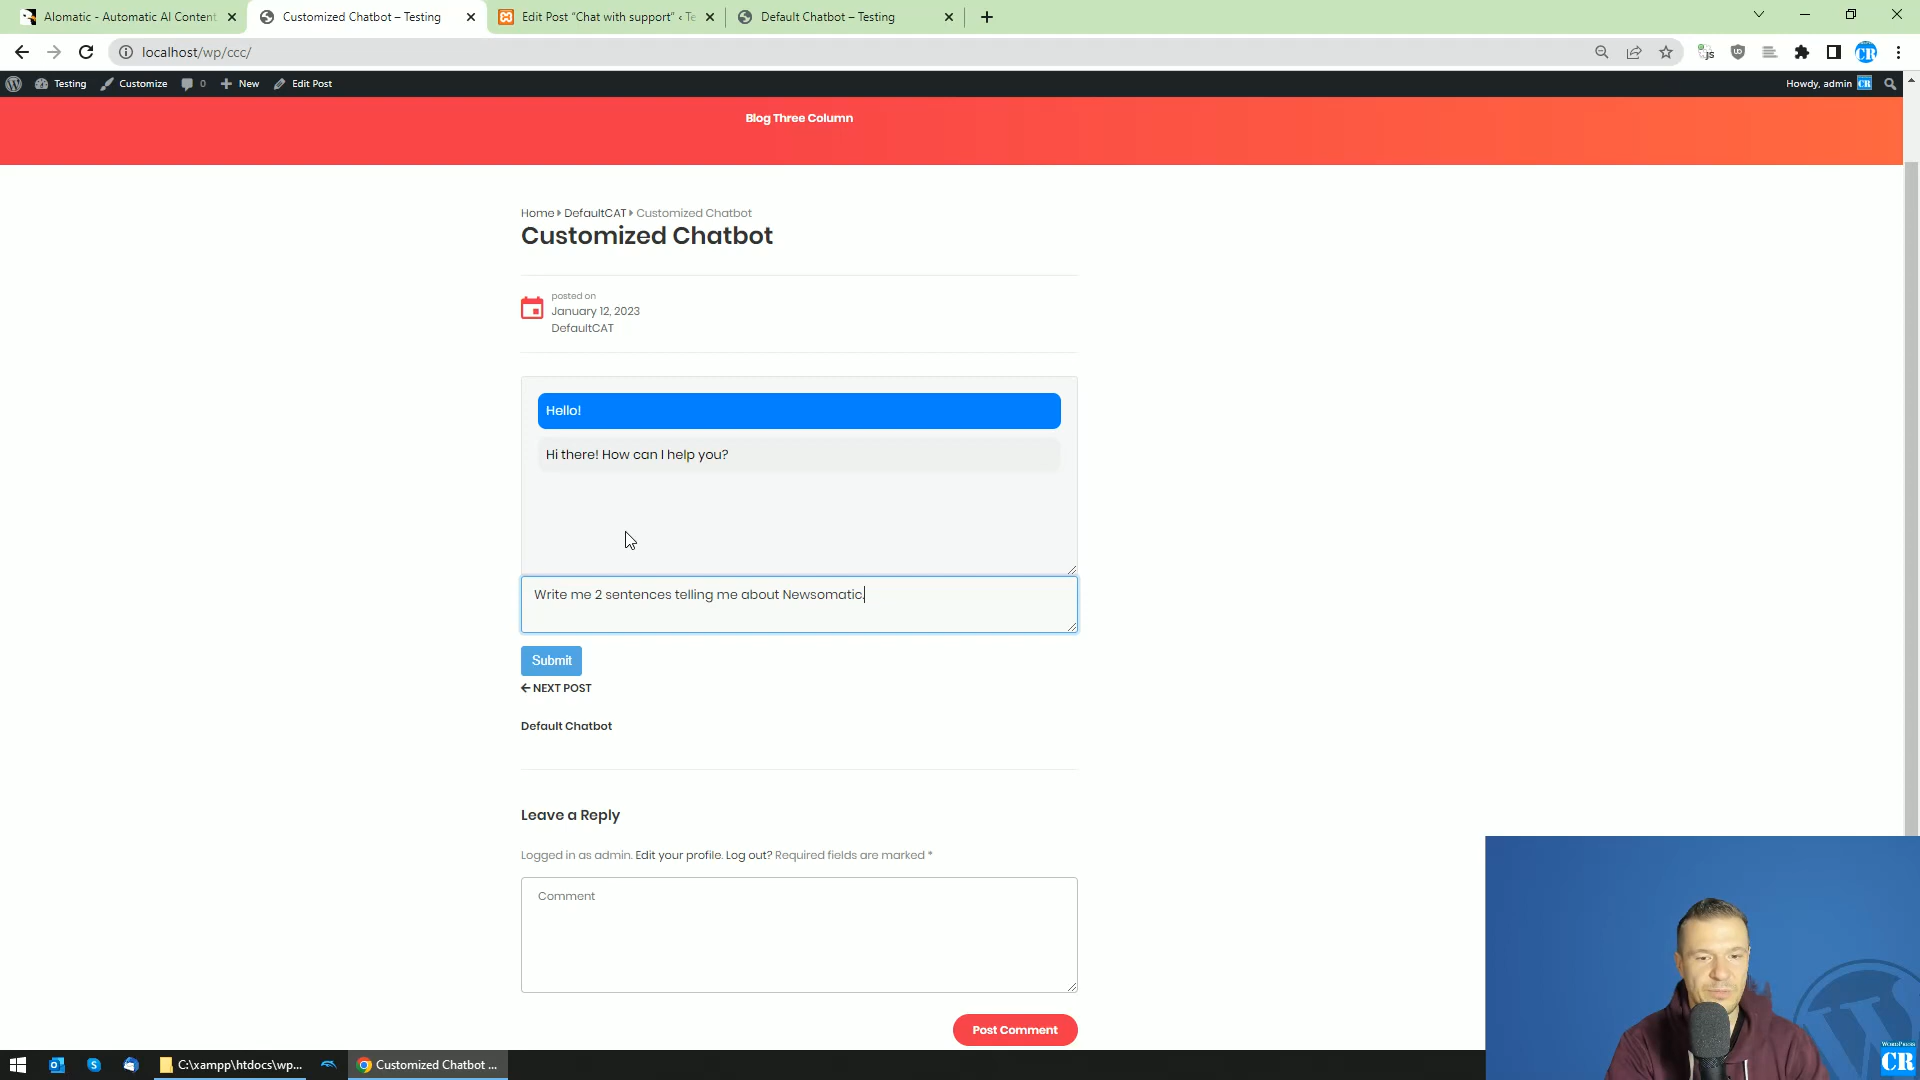 AIomatic - Automatic AI Content
Customized Chatbot – Testing
Edit Post “Chat with support” ‹ Te
Default Chatbot – Testing
localhost/wp/ccc/
CR
Testing
Customize
0
New
Edit Post
Howdy, admin
CR
Blog Three Column
Home DefaultCAT Customized Chatbot
Customized Chatbot
posted on
January 12, 2023
DefaultCAT
Hello!
Hi there! How can I help you?
Write me 2 sentences telling me about Newsomatic.
Submit
NEXT POST
Default Chatbot
Leave a Reply
Logged in as admin. Edit your profile. Log out? Required fields are marked *
Comment
Post Comment
WordPress
CR
C:\xampp\htdocs\wp...
Customized Chatbot ...